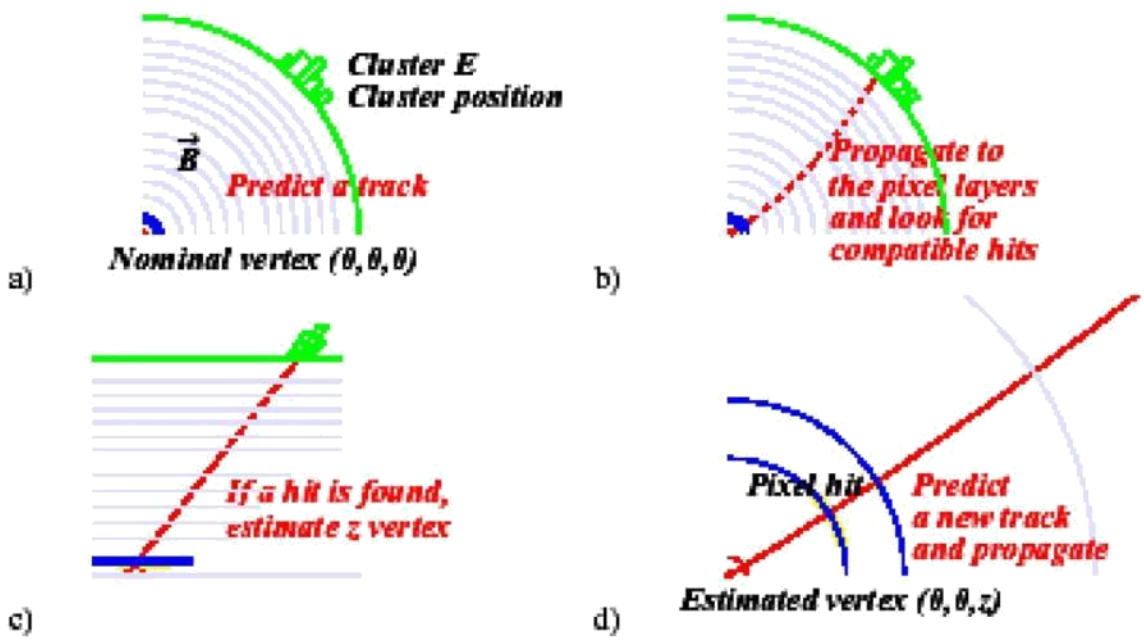 Cluster E
Cluster position
B
Predict a track
Nominal vertex (0,0,0)
a)
Propagate to
the pixel layers
and look for
compatible hits
b)
If a hit is found,
estimate z vertex
c)
Pixel hit
Predict
a new track
and propagate
Estimated vertex (0,0,z)
d)